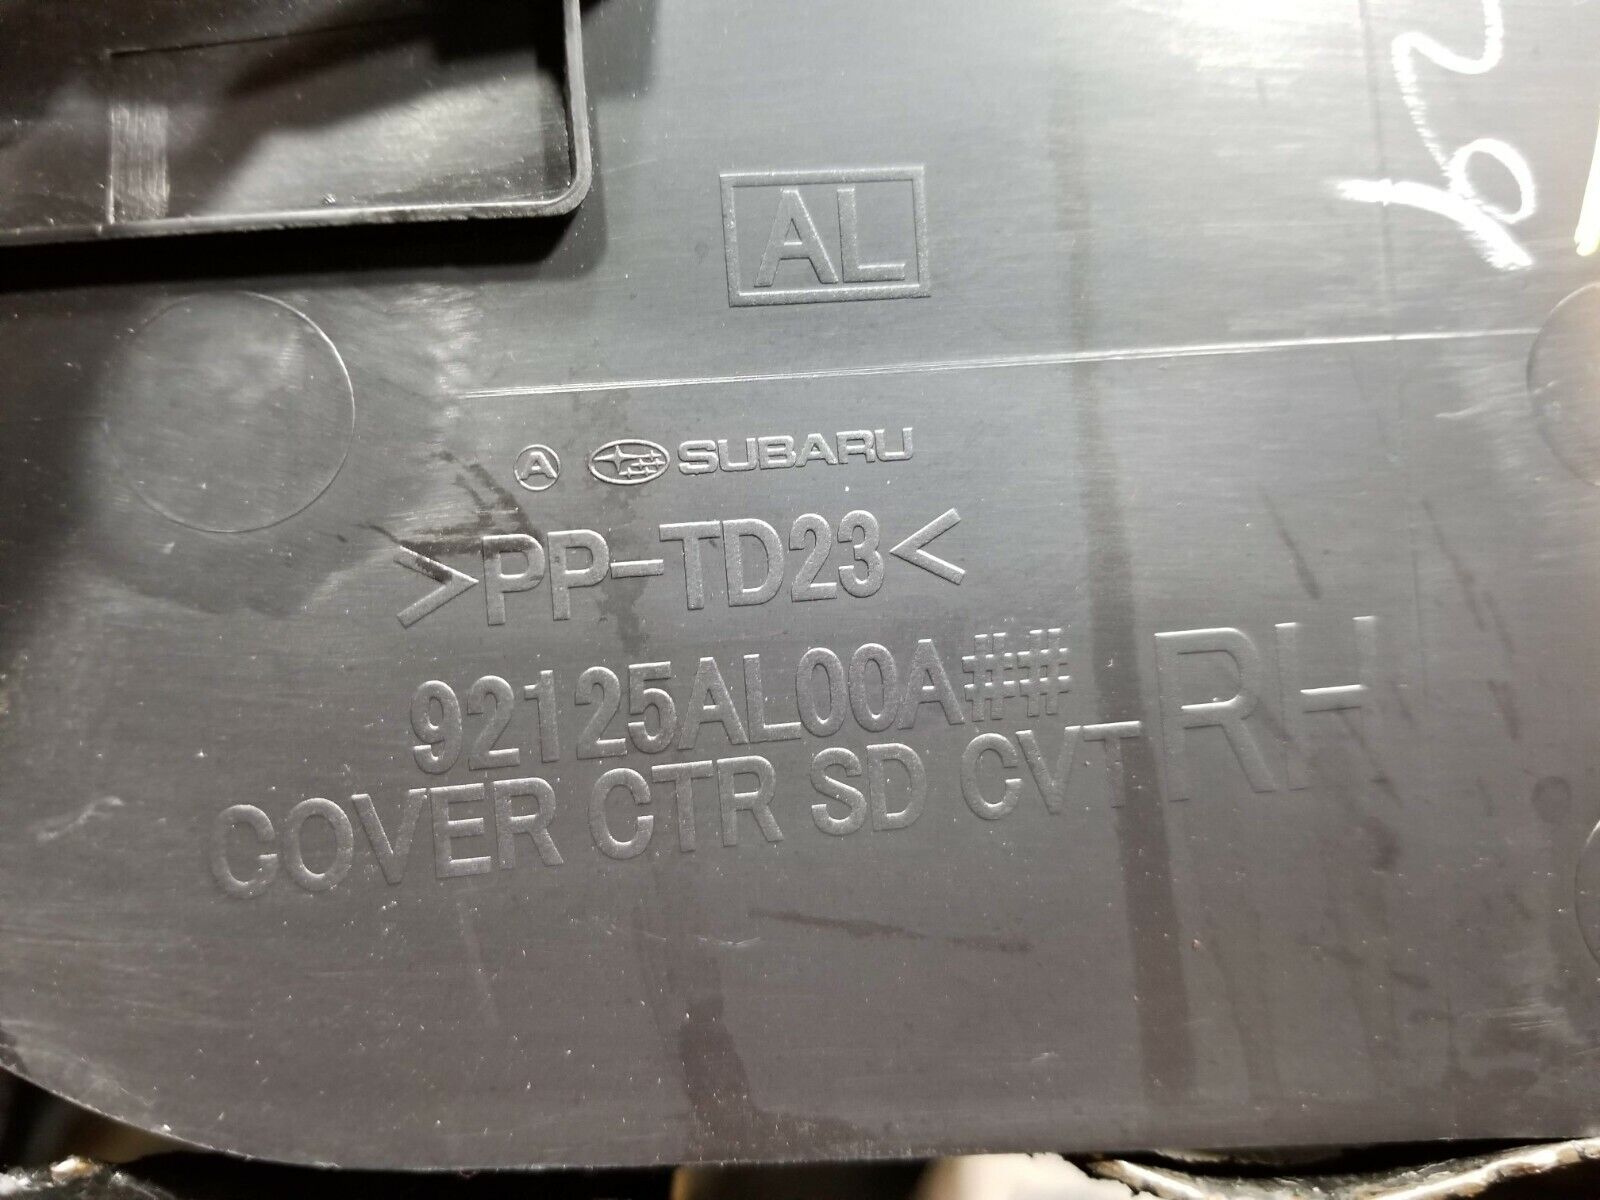 AL
A SUBARU
>PP-TD23<
92125AL00A## RH
COVER CTR SD CVT